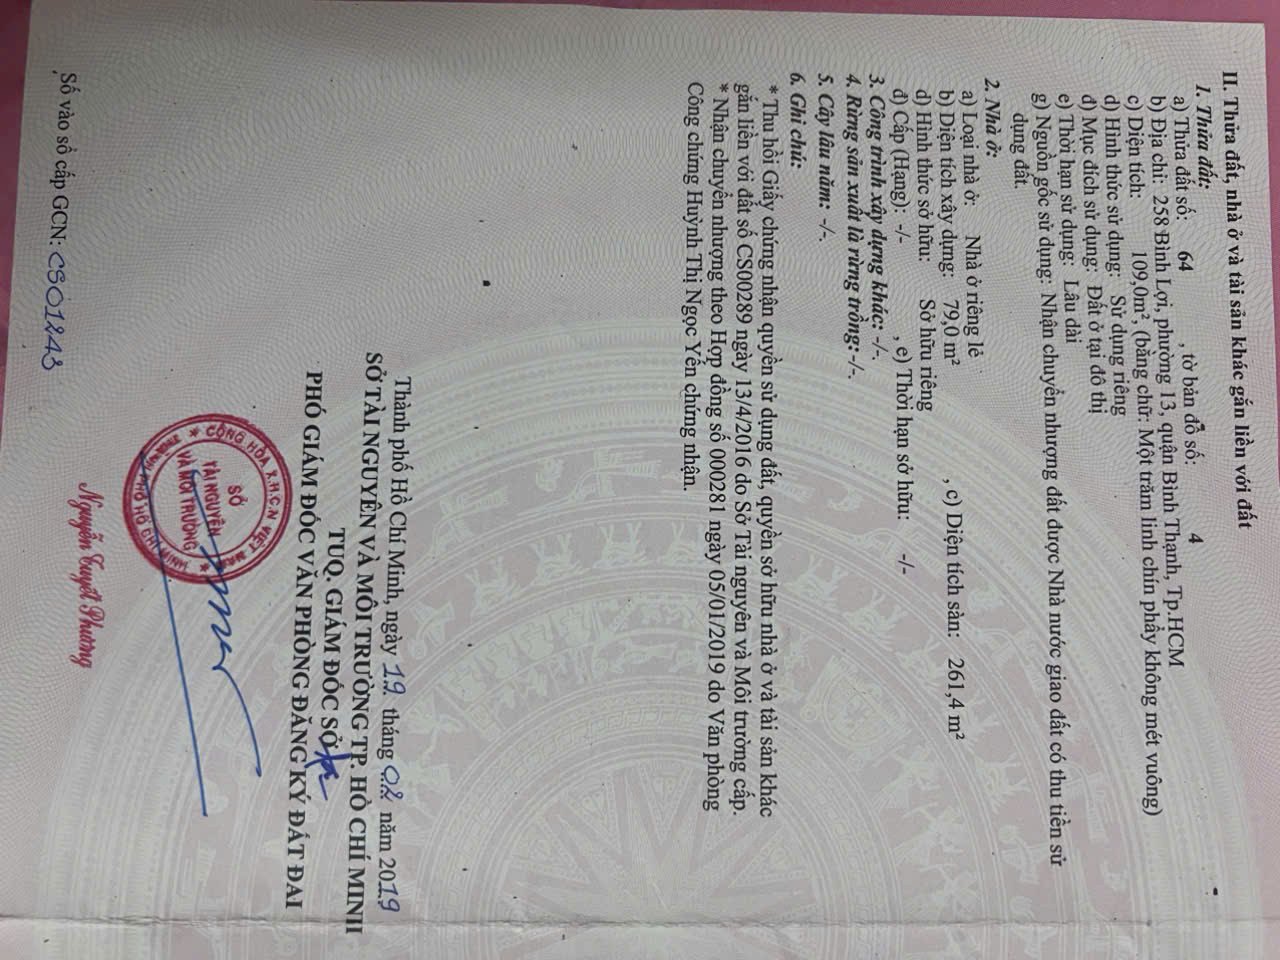 II. Thửa đất, nhà ở và tài sản khác gắn liền với đất
1. Thửa đất:
a) Thửa đất số: 64 , tờ bản đồ số: 4
b) Địa chỉ: 258 Bình Lợi, phường 13, quận Bình Thạnh, Tp.HCM
c) Diện tích: 109,0m², (bằng chữ: Một trăm linh chín phẩy không mét vuông)
d) Hình thức sử dụng: Sử dụng riêng
đ) Mục đích sử dụng: Đất ở tại đô thị
e) Thời hạn sử dụng: Lâu dài
g) Nguồn gốc sử dụng: Nhận chuyển nhượng đất được Nhà nước giao đất có thu tiền sử
dụng đất.
2. Nhà ở:
a) Loại nhà ở: Nhà ở riêng lẻ
b) Diện tích xây dựng: 79,0 m² , c) Diện tích sàn: 261,4 m²
d) Hình thức sở hữu: Sở hữu riêng
đ) Cấp (Hạng): -/- , e) Thời hạn sở hữu: -/-
3. Công trình xây dựng khác: -/-.
4. Rừng sản xuất là rừng trồng: -/-.
5. Cây lâu năm: -/-.
6. Ghi chú:
* Thu hồi Giấy chứng nhận quyền sử dụng đất, quyền sở hữu nhà ở và tài sản khác
gắn liền với đất số CS00289 ngày 13/4/2016 do Sở Tài nguyên và Môi trường cấp.
* Nhận chuyển nhượng theo Hợp đồng số 000281 ngày 05/01/2019 do Văn phòng
Công chứng Huỳnh Thị Ngọc Yến chứng nhận.
Thành phố Hồ Chí Minh, ngày 19 tháng 02 năm 2019
SỞ TÀI NGUYÊN VÀ MÔI TRƯỜNG TP. HỒ CHÍ MINH
TUQ. GIÁM ĐỐC SỞ
PHÓ GIÁM ĐỐC VĂN PHÒNG ĐĂNG KÝ ĐẤT ĐAI
CỘNG HÒA X.H.C.N VIỆT NAM
SỞ
TÀI NGUYÊN
VÀ MÔI TRƯỜNG
THÀNH PHỐ HỒ CHÍ MINH
Nguyễn Tuyết Phương
Số vào sổ cấp GCN: CS01243